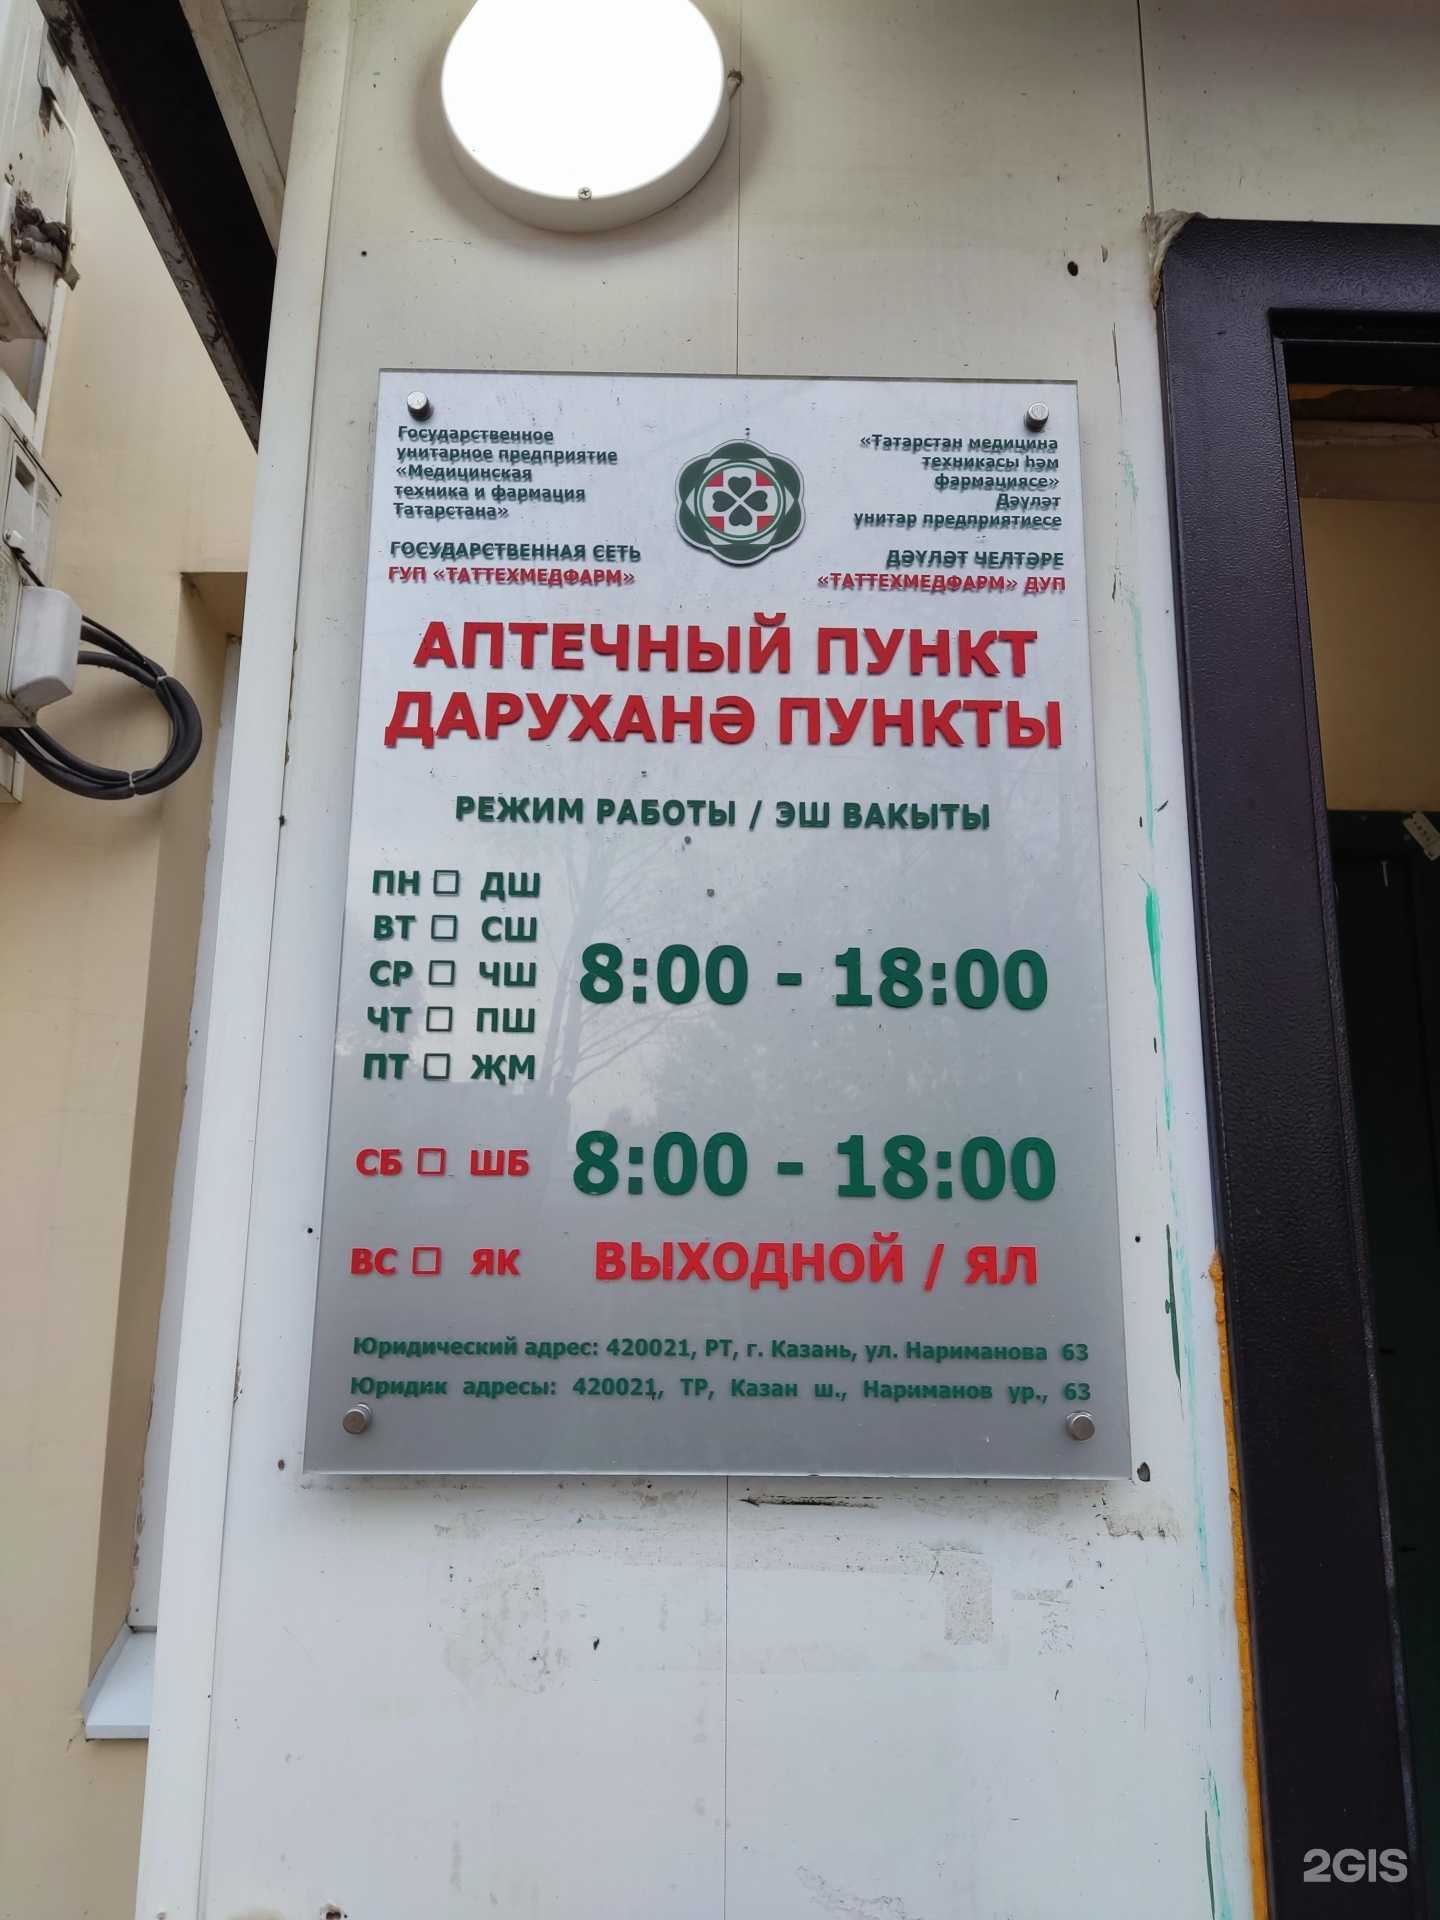 Государственное
унитарное предприятие
«Медицинская
техника и фармация
Татарстана»
ГОСУДАРСТВЕННАЯ СЕТЬ
ГУП «ТАТТЕХМЕДФАРМ»
«Татарстан медицина
техникасы һәм
фармациясе»
Дәүләт
унитар предприятиесе
ДӘҮЛӘТ ЧЕЛТӘРЕ
«ТАТТЕХМЕДФАРМ» ДУП
АПТЕЧНЫЙ ПУНКТ
ДАРУХАНӘ ПУНКТЫ
РЕЖИМ РАБОТЫ / ЭШ ВАКЫТЫ
ПН □ ДШ
ВТ □ СШ
СР □ ЧШ 8:00 - 18:00
ЧТ □ ПШ
ПТ □ ҖМ
СБ □ ШБ 8:00 - 18:00
ВС □ ЯК ВЫХОДНОЙ / ЯЛ
Юридический адрес: 420021, РТ, г. Казань, ул. Нариманова 63
Юридик адресы: 420021, ТР, Казан ш., Нариманов ур., 63
2GIS